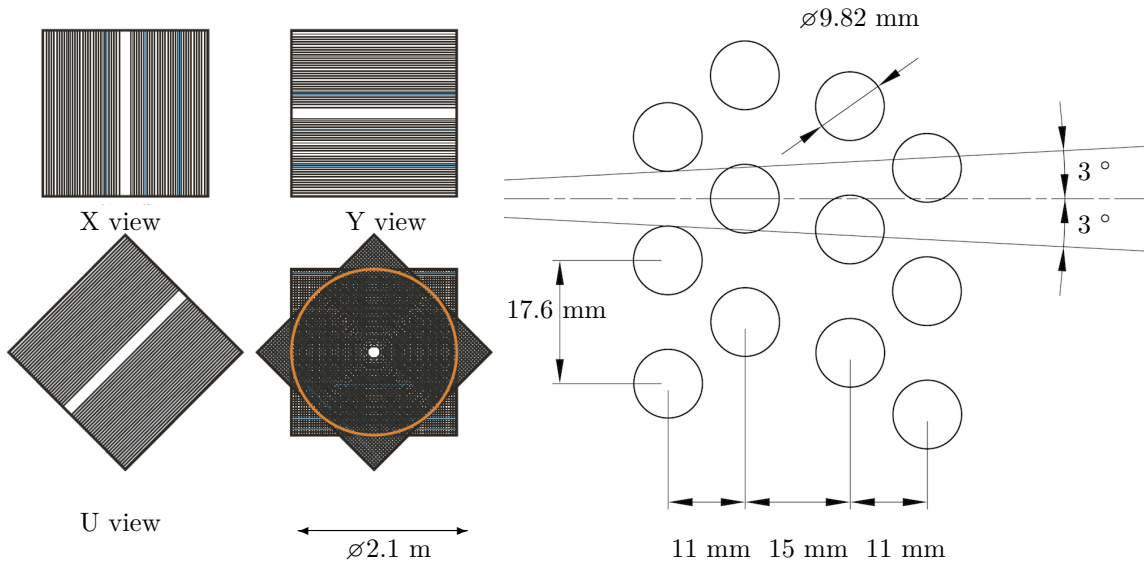 X view
Y view
U view
⌀2.1 m
⌀9.82 mm
3 °
3 °
17.6 mm
11 mm 15 mm 11 mm